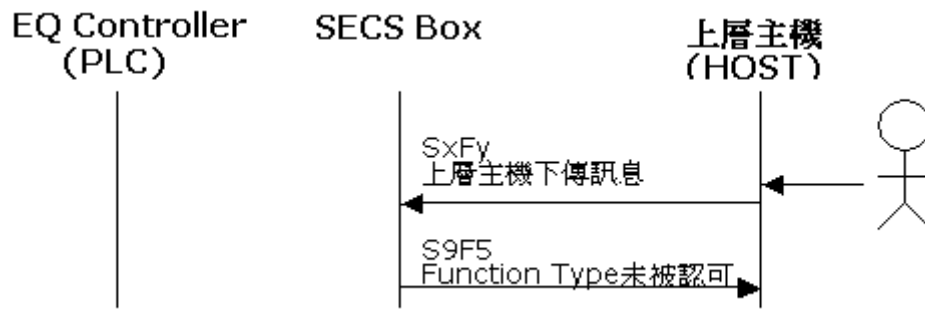 EQ Controller
(PLC)
SECS Box
上層主機
(HOST)
SxFy
上層主機下傳訊息
S9F5
Function Type未被認可